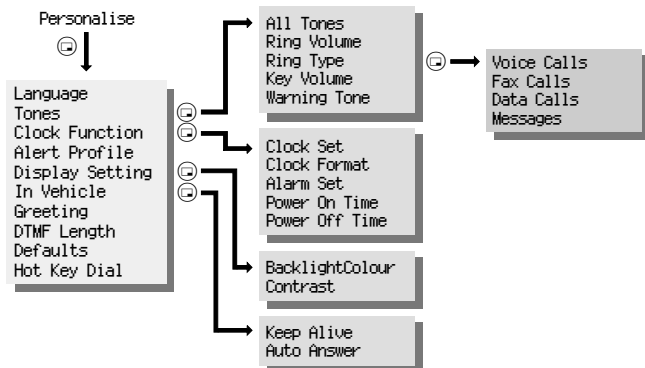 Personalise
Language
Tones
Clock Function
Alert Profile
Display Setting
In Vehicle
Greeting
DTMF Length
Defaults
Hot Key Dial
All Tones
Ring Volume
Ring Type
Key Volume
Warning Tone
Voice Calls
Fax Calls
Data Calls
Messages
Clock Set
Clock Format
Alarm Set
Power On Time
Power Off Time
BacklightColour
Contrast
Keep Alive
Auto Answer